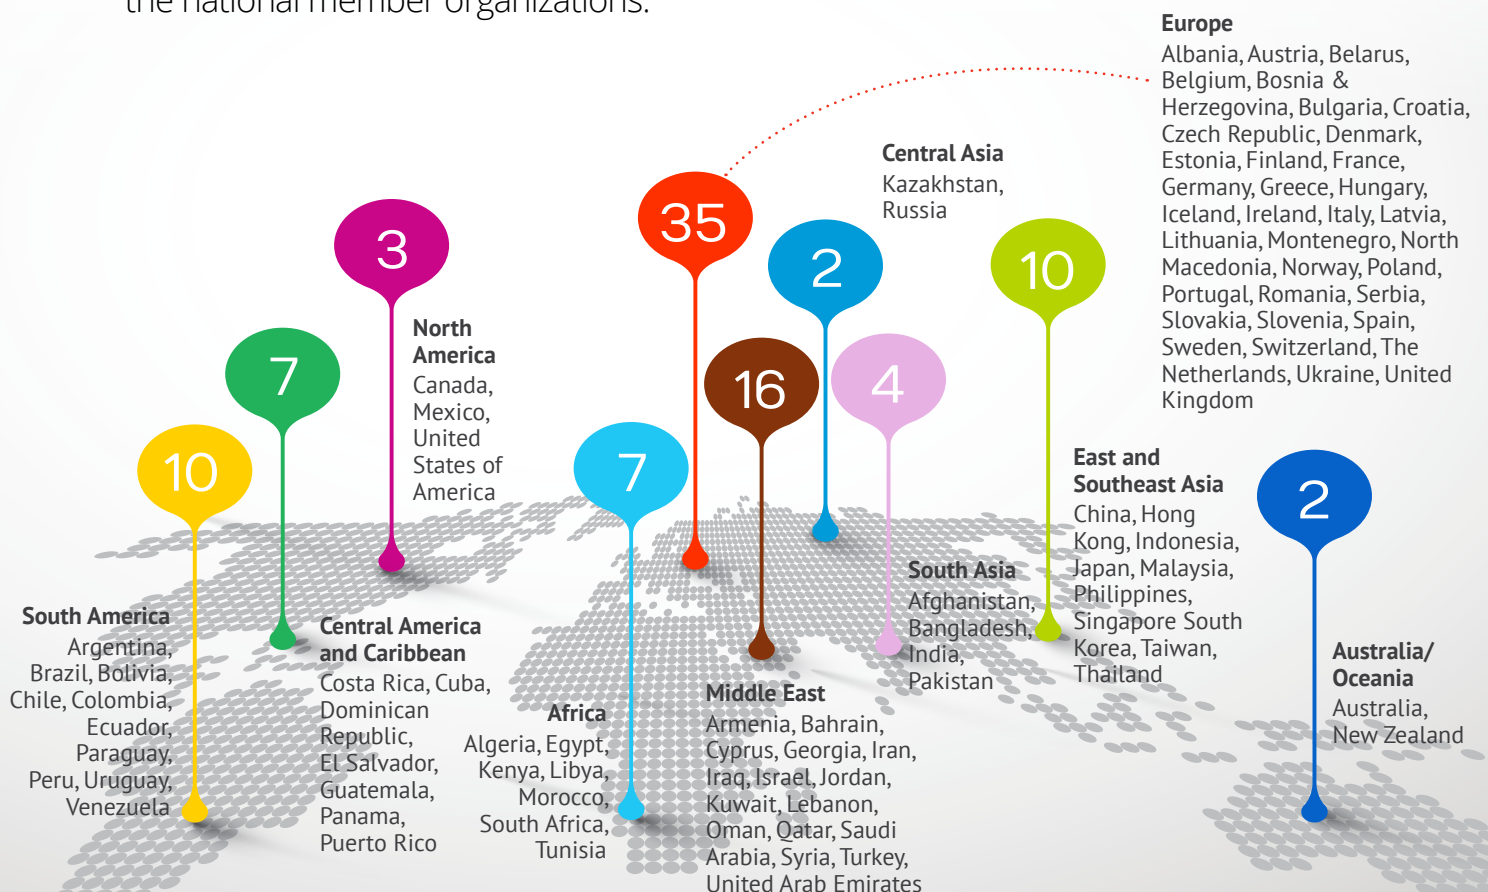 the national member organizations.
Europe
Albania, Austria, Belarus,
Belgium, Bosnia &
Herzegovina, Bulgaria, Croatia,
Czech Republic, Denmark,
Estonia, Finland, France,
Germany, Greece, Hungary,
Iceland, Ireland, Italy, Latvia,
Lithuania, Montenegro, North
Macedonia, Norway, Poland,
Portugal, Romania, Serbia,
Slovakia, Slovenia, Spain,
Sweden, Switzerland, The
Netherlands, Ukraine, United
Kingdom
35
Central Asia
Kazakhstan,
Russia
2
3
North
America
Canada,
Mexico,
United
States of
America
10
East and
Southeast Asia
China, Hong
Kong, Indonesia,
Japan, Malaysia,
Philippines,
Singapore South
Korea, Taiwan,
Thailand
7
Central America
and Caribbean
Costa Rica, Cuba,
Dominican
Republic,
El Salvador,
Guatemala,
Panama,
Puerto Rico
16
Middle East
Armenia, Bahrain,
Cyprus, Georgia, Iran,
Iraq, Israel, Jordan,
Kuwait, Lebanon,
Oman, Qatar, Saudi
Arabia, Syria, Turkey,
United Arab Emirates
4
South Asia
Afghanistan,
Bangladesh,
India,
Pakistan
10
South America
Argentina,
Brazil, Bolivia,
Chile, Colombia,
Ecuador,
Paraguay,
Peru, Uruguay,
Venezuela
7
Africa
Algeria, Egypt,
Kenya, Libya,
Morocco,
South Africa,
Tunisia
2
Australia/
Oceania
Australia,
New Zealand